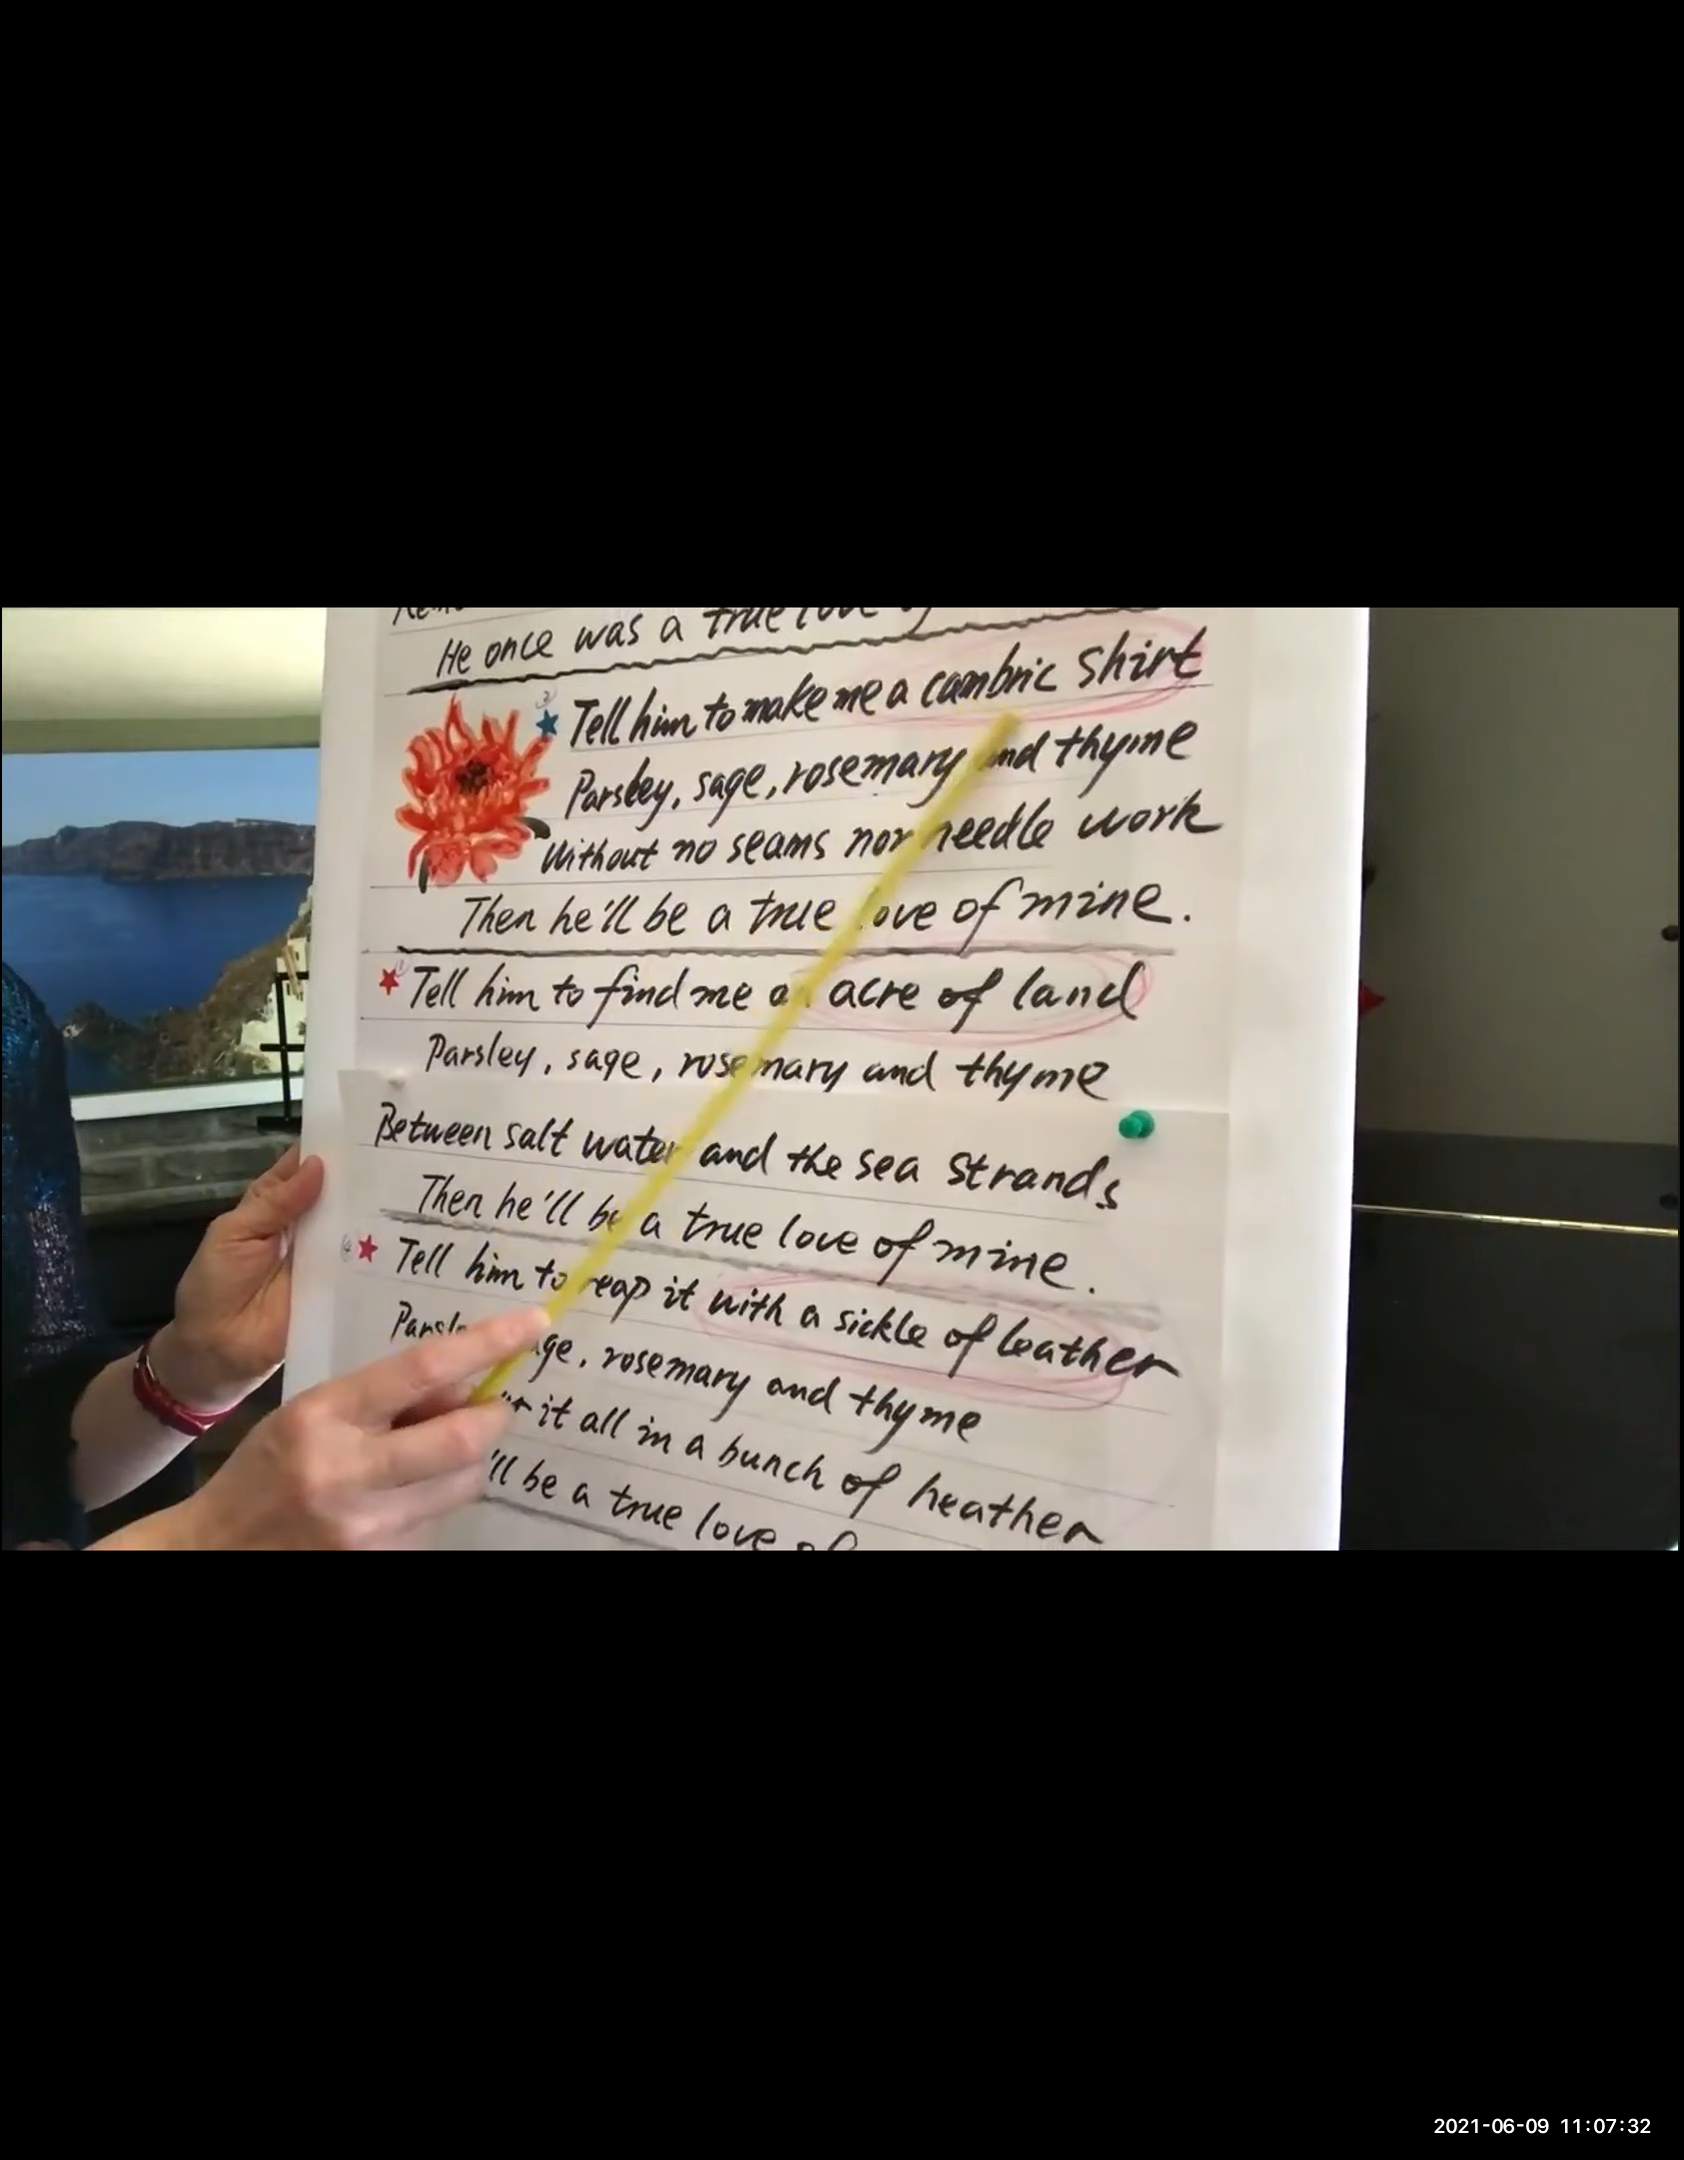 He once was a true love
② Tell him to make me a cambric shirt
Parsley, sage, rosemary and thyme
Without no seams nor needle work
Then he'll be a true love of mine.
Tell him to find me an acre of land
Parsley, sage, rosemary and thyme
Between salt water and the sea strands
Then he'll be a true love of mine.
Tell him to reap it with a sickle of leather
rosemary and thyme
it all in a bunch of heather
'll be a true love of
2021-06-09 11:07:32